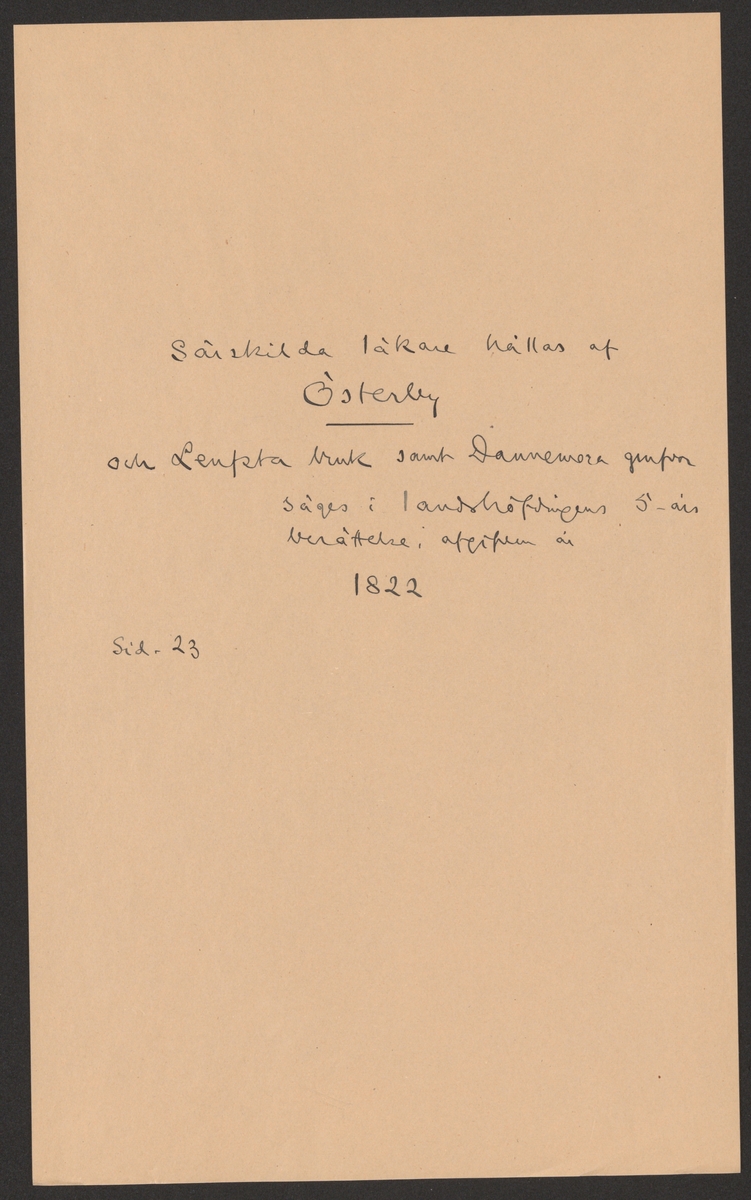 Särskilda läkare hållas af
Österby
och Leufsta bruk samt Dannemora grufvor
säges i landshöfdingens 5-års
berättelse, afgifven år
1822
Sid. 23